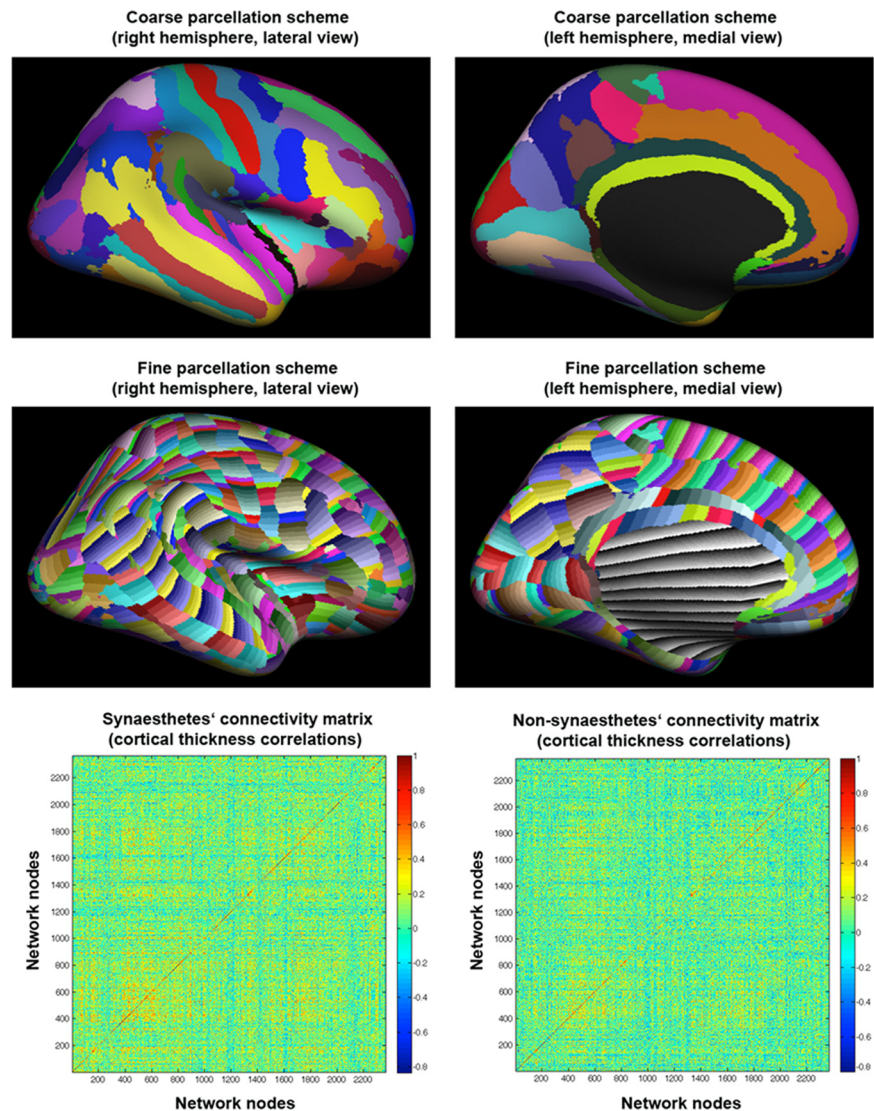 Coarse parcellation scheme
(right hemisphere, lateral view)
Coarse parcellation scheme
(left hemisphere, medial view)
Fine parcellation scheme
(right hemisphere, lateral view)
Fine parcellation scheme
(left hemisphere, medial view)
Synaesthetes‘ connectivity matrix
(cortical thickness correlations)
Network nodes
2200
2000
1800
1600
1400
1200
1000
800
600
400
200
200 400 600 800 1000 1200 1400 1600 1800 2000 2200
Network nodes
1
0.8
0.6
0.4
0.2
0
-0.2
-0.4
-0.6
-0.8
Non-synaesthetes‘ connectivity matrix
(cortical thickness correlations)
Network nodes
2200
2000
1800
1600
1400
1200
1000
800
600
400
200
200 400 600 800 1000 1200 1400 1600 1800 2000 2200
Network nodes
1
0.8
0.6
0.4
0.2
0
-0.2
-0.4
-0.6
-0.8